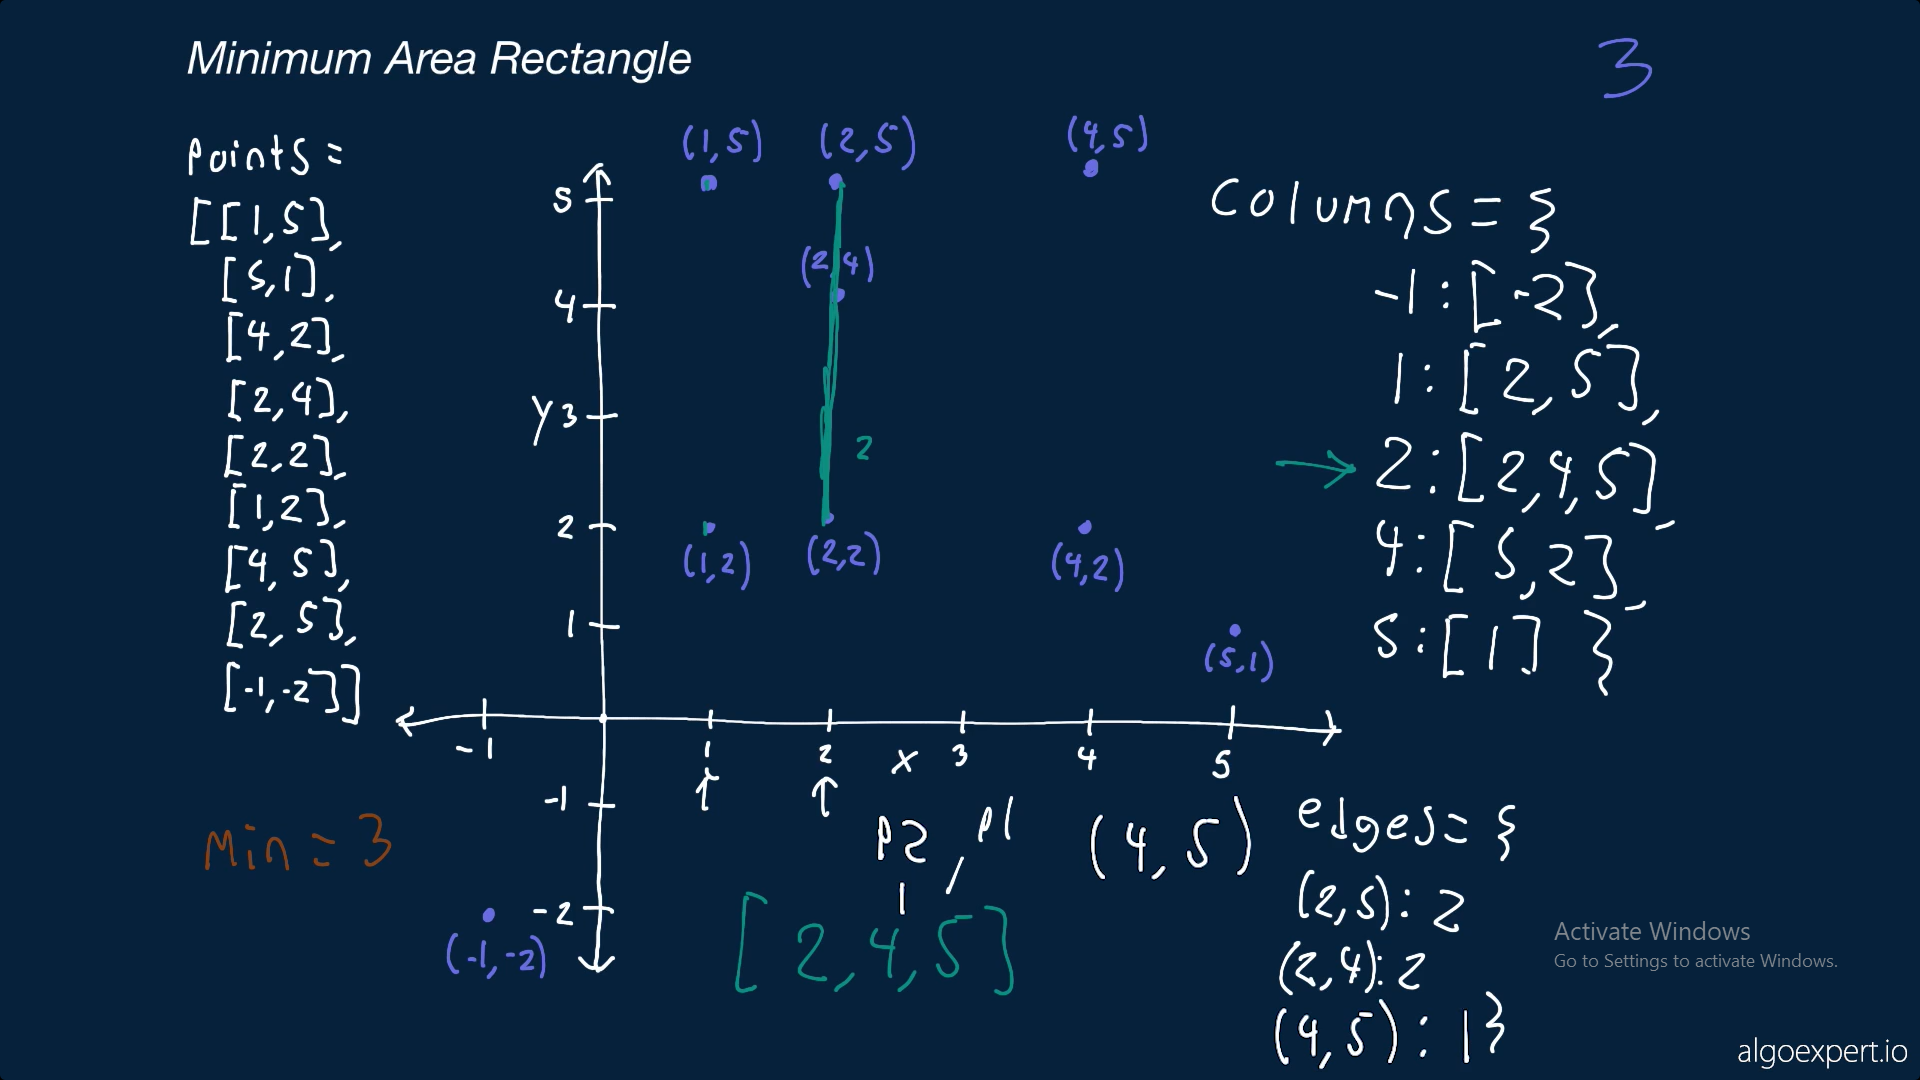 Minimum Area Rectangle
3
Points =
[[1,5],
[5,1],
[4,2],
[2,4],
[2,2],
[1,2],
[4,5],
[2,5],
[-1,-2]]
(1,5) (2,5) (4,5)
5
(2,4)
4
y 3
2
2
(1,2) (2,2) (4,2)
1
(5,1)
-1 1 2 x 3 4 5
-1
-2
(-1,-2)
Columns = {
-1: [-2],
1: [2,5],
2: [2,4,5],
4: [5,2],
5: [1] }
Min = 3
P2, P1 (4,5)
[2,4,5]
edges = {
(2,5): 2
(2,4): 2
(4,5): 1}
Activate Windows
Go to Settings to activate Windows.
algoexpert.io